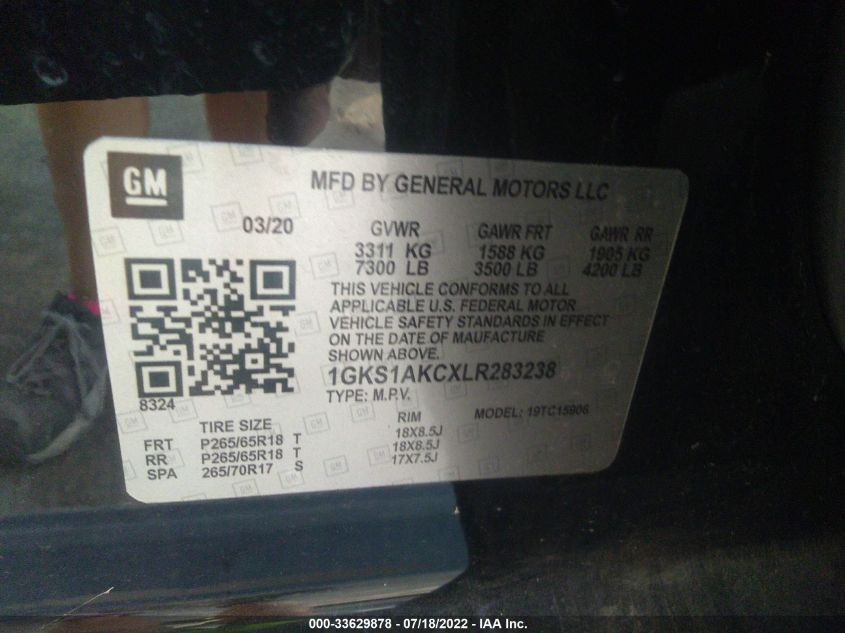 GM
MFD BY GENERAL MOTORS LLC
03/20
GVWR GAWR FRT GAWR RR
3311 KG 1588 KG 1905 KG
7300 LB 3500 LB 4200 LB
THIS VEHICLE CONFORMS TO ALL
APPLICABLE U.S. FEDERAL MOTOR
VEHICLE SAFETY STANDARDS IN EFFECT
ON THE DATE OF MAUFACTURE
SHOWN ABOVE.
1GKS1AKCXLR283238
8324
TYPE: M.P.V. MODEL: 19TC15906
TIRE SIZE RIM
FRT P265/65R18 T 18X8.5J
RR P265/65R18 T 18X8.5J
SPA 265/70R17 S 17X7.5J
000-33629878 - 07/18/2022 - IAA Inc.